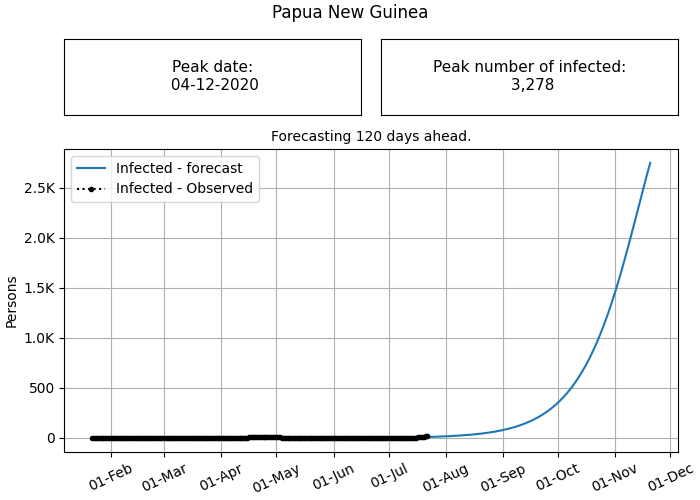 Papua New Guinea
Peak date:
04-12-2020
Peak number of infected:
3,278
Forecasting 120 days ahead.
Infected - forecast
Infected - Observed
2.5K
2.0K
1.5K
1.0K
500
0
Persons
01-Feb
01-Mar
01-Apr
01-May
01-Jun
01-Jul
01-Aug
01-Sep
01-Oct
01-Nov
01-Dec